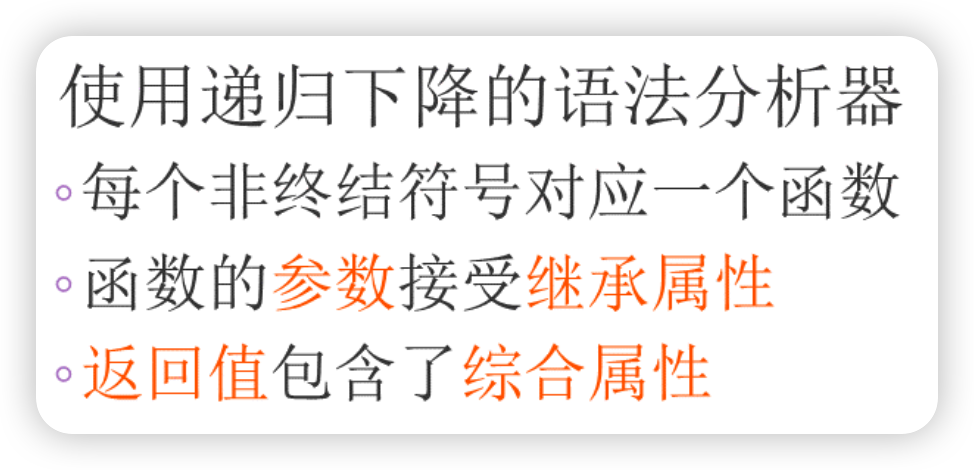 使用递归下降的语法分析器
每个非终结符号对应一个函数
函数的参数接受继承属性
返回值包含了综合属性